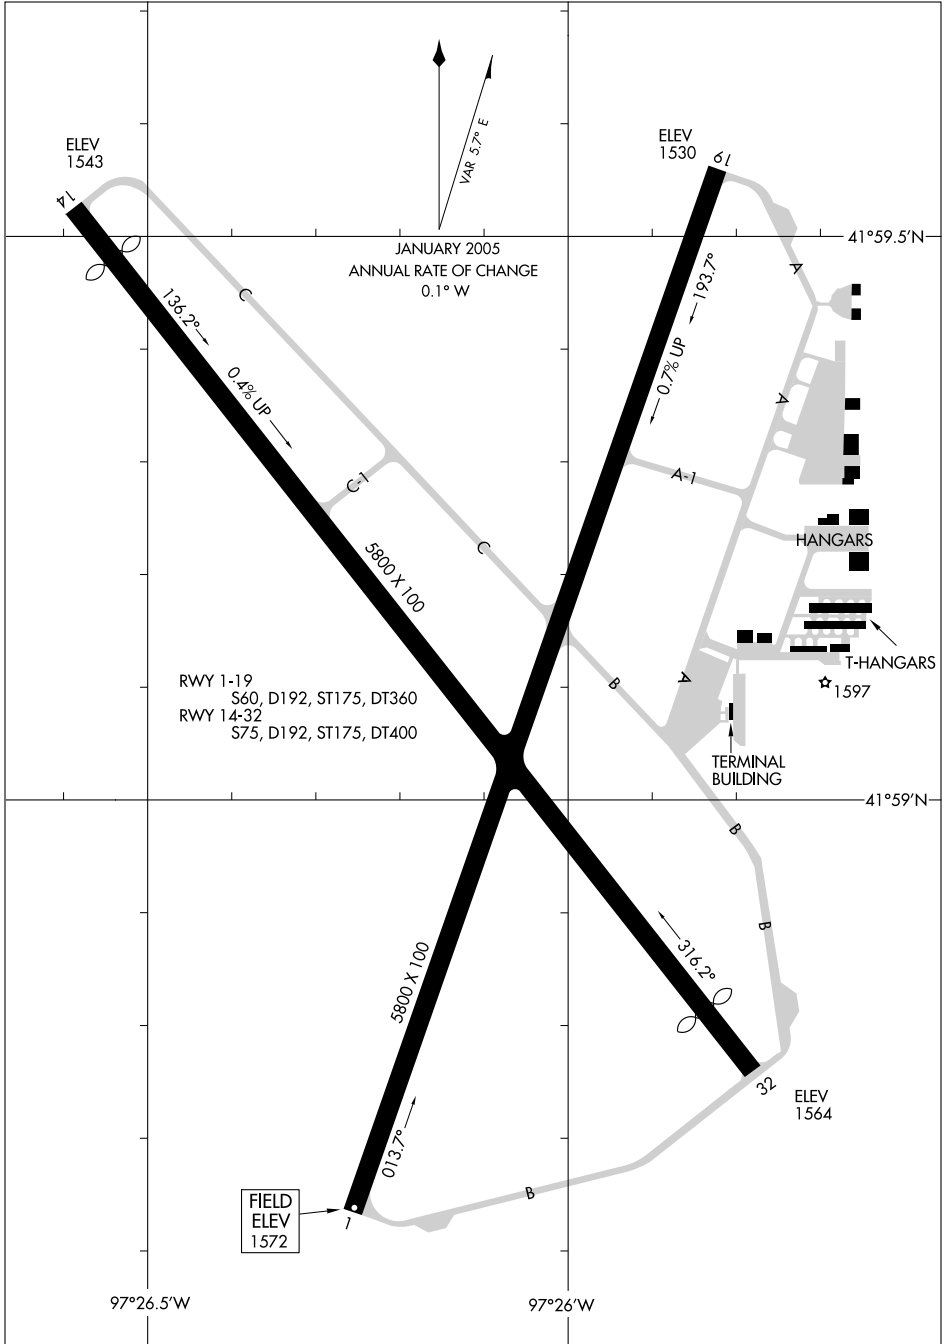 ELEV
1543
14
VAR 5.7° E
JANUARY 2005
ANNUAL RATE OF CHANGE
0.1° W
ELEV
1530
19
41°59.5'N
A
193.7°
0.7% UP
C
136.2°
0.4% UP
A
A-1
C-1
C
HANGARS
5800 X 100
T-HANGARS
1597
RWY 1-19
S60, D192, ST175, DT360
RWY 14-32
S75, D192, ST175, DT400
B
A
TERMINAL
BUILDING
41°59'N
B
B
316.2°
5800 X 100
32
ELEV
1564
013.7°
B
FIELD
ELEV
1572
1
97°26.5'W
97°26'W